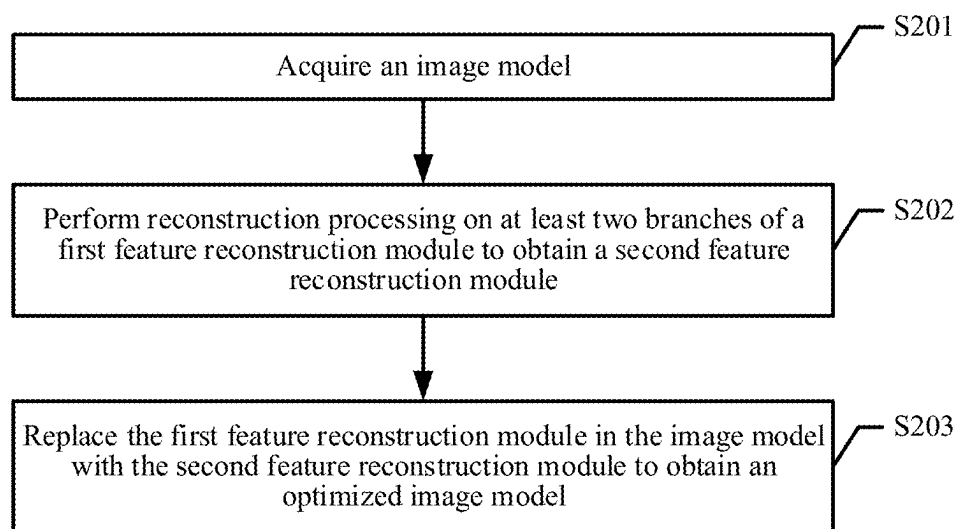 S201
Acquire an image model
S202
Perform reconstruction processing on at least two branches of a
first feature reconstruction module to obtain a second feature
reconstruction module
S203
Replace the first feature reconstruction module in the image model
with the second feature reconstruction module to obtain an
optimized image model